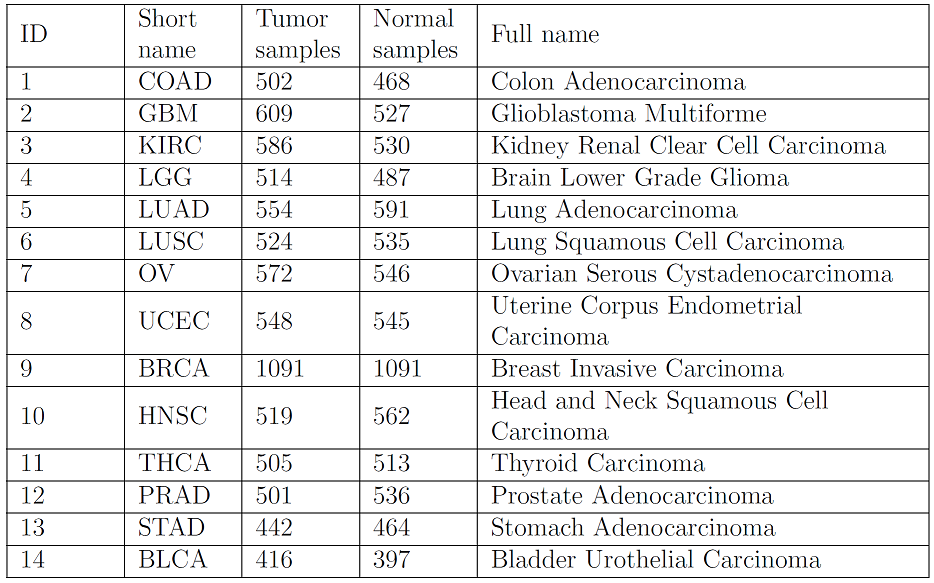 ID Short name Tumor samples Normal samples Full name
1 COAD 502 468 Colon Adenocarcinoma
2 GBM 609 527 Glioblastoma Multiforme
3 KIRC 586 530 Kidney Renal Clear Cell Carcinoma
4 LGG 514 487 Brain Lower Grade Glioma
5 LUAD 554 591 Lung Adenocarcinoma
6 LUSC 524 535 Lung Squamous Cell Carcinoma
7 OV 572 546 Ovarian Serous Cystadenocarcinoma
8 UCEC 548 545 Uterine Corpus Endometrial
Carcinoma
9 BRCA 1091 1091 Breast Invasive Carcinoma
10 HNSC 519 562 Head and Neck Squamous Cell
Carcinoma
11 THCA 505 513 Thyroid Carcinoma
12 PRAD 501 536 Prostate Adenocarcinoma
13 STAD 442 464 Stomach Adenocarcinoma
14 BLCA 416 397 Bladder Urothelial Carcinoma